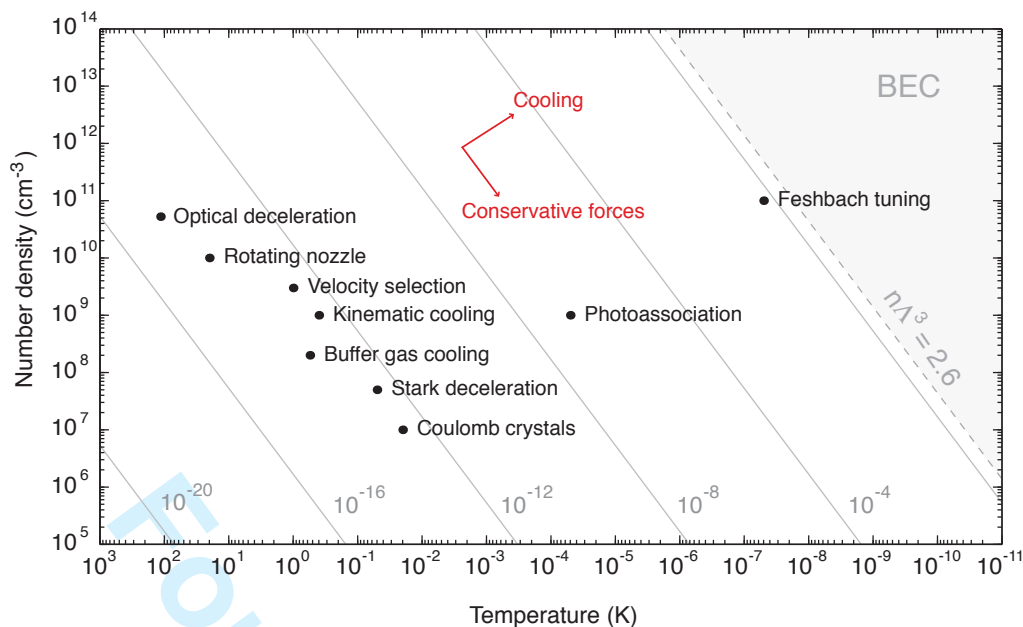 10^14
10^13
10^12
10^11
10^10
10^9
10^8
10^7
10^6
10^5
Number density (cm^-3)
BEC
Cooling
Conservative forces
Feshbach tuning
Optical deceleration
Rotating nozzle
Velocity selection
Kinematic cooling
Photoassociation
Buffer gas cooling
Stark deceleration
Coulomb crystals
nΛ^3 = 2.6
10^-20
10^-16
10^-12
10^-8
10^-4
10^3 10^2 10^1 10^0 10^-1 10^-2 10^-3 10^-4 10^-5 10^-6 10^-7 10^-8 10^-9 10^-10 10^-11
Temperature (K)
For